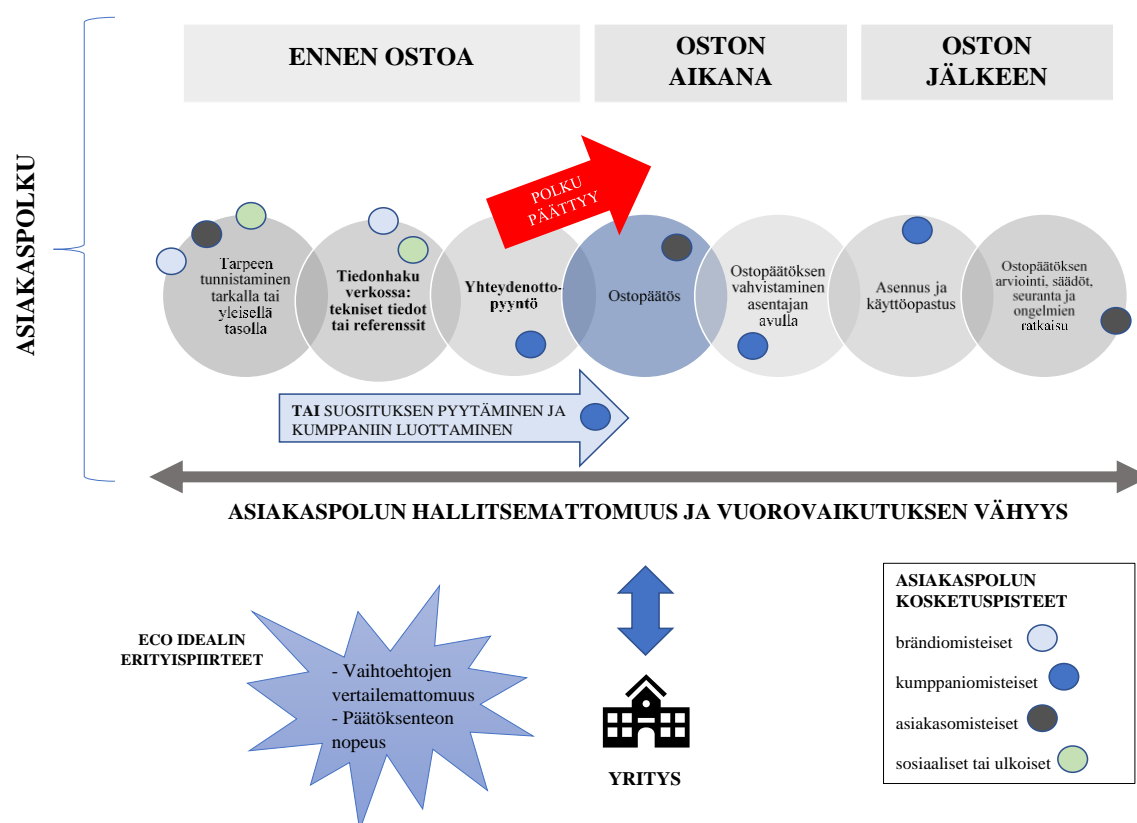 ENNEN OSTOA
OSTON
AIKANA
OSTON
JÄLKEEN
ASIAKASPOLKU
POLKU
PÄÄTTYY
Tarpeen
tunnistaminen
tarkalla tai
yleisellä
tasolla
Tiedonhaku
verkossa:
tekniset tiedot
tai referenssit
Yhteydenotto-
pyyntö
Ostopäätös
Ostopäätöksen
vahvistaminen
asentajan
avulla
Asennus ja
käyttöopastus
Ostopäätöksen
arviointi, säädöt,
seuranta ja
ongelmien
ratkaisu
TAI SUOSITUKSEN PYYTÄMINEN JA
KUMPPANIIN LUOTTAMINEN
ASIAKASPOLUN HALLITSEMATTOMUUS JA VUOROVAIKUTUKSEN VÄHYYS
ECO IDEALIN
ERITYISPIIRTEET
- Vaihtoehtojen
vertailemattomuus
- Päätöksenteon
nopeus
YRITYS
ASIAKASPOLUN
KOSKETUSPISTEET
brändiomisteiset
kumppaniomisteiset
asiakasomisteiset
sosiaaliset tai ulkoiset